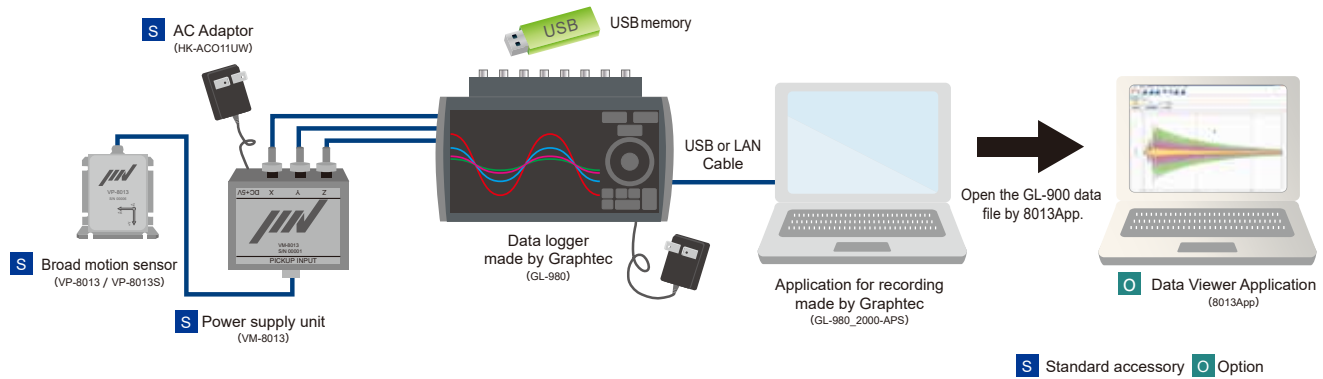 S AC Adaptor
(HK-ACO11UW)
USB
USB memory
VP-8013
S Broad motion sensor
(VP-8013 / VP-8013S)
DC+5V X Y Z
VM-8013
S/N 00001
PICKUP INPUT
S Power supply unit
(VM-8013)
Data logger
made by Graphtec
(GL-980)
USB or LAN
Cable
Application for recording
made by Graphtec
(GL-980_2000-APS)
Open the GL-900 data
file by 8013App.
O Data Viewer Application
(8013App)
S Standard accessory O Option